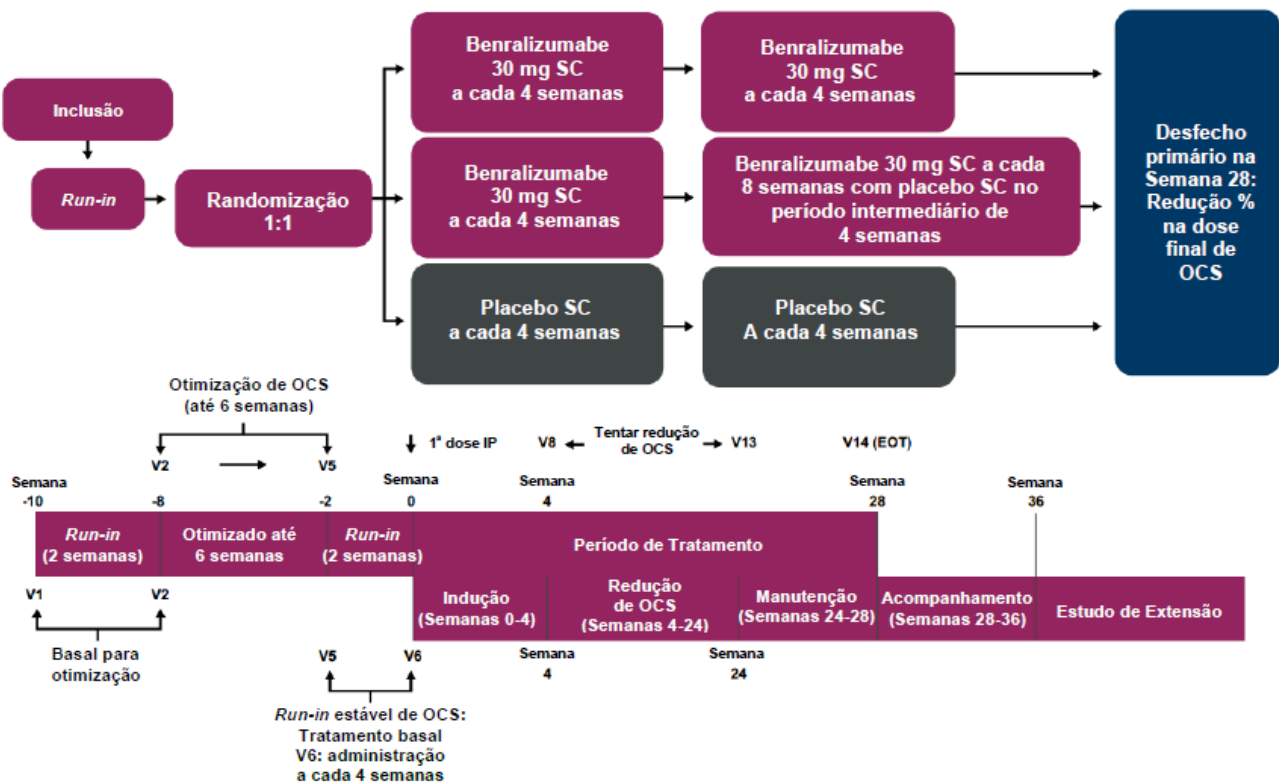 Inclusão
Run-in
Randomização
1:1
Benralizumabe
30 mg SC
a cada 4 semanas
Benralizumabe
30 mg SC
a cada 4 semanas
Benralizumabe
30 mg SC
a cada 4 semanas
Benralizumabe 30 mg SC a cada
8 semanas com placebo SC no
período intermediário de
4 semanas
Placebo SC
a cada 4 semanas
Placebo SC
A cada 4 semanas
Desfecho
primário na
Semana 28:
Redução %
na dose
final de
OCS
Otimização de OCS
(até 6 semanas)
V2
V5
1ª dose IP
V8
Tentar redução
de OCS
V13
V14 (EOT)
Semana
-10
-8
-2
Semana
0
Semana
4
Semana
28
Semana
36
Run-in
(2 semanas)
Otimizado até
6 semanas
Run-in
(2 semanas)
Período de Tratamento
Indução
(Semanas 0-4)
Redução
de OCS
(Semanas 4-24)
Manutenção
(Semanas 24-28)
Acompanhamento
(Semanas 28-36)
Estudo de Extensão
V1
V2
Basal para
otimização
V5
V6
Semana
4
Semana
24
Run-in estável de OCS:
Tratamento basal
V6: administração
a cada 4 semanas